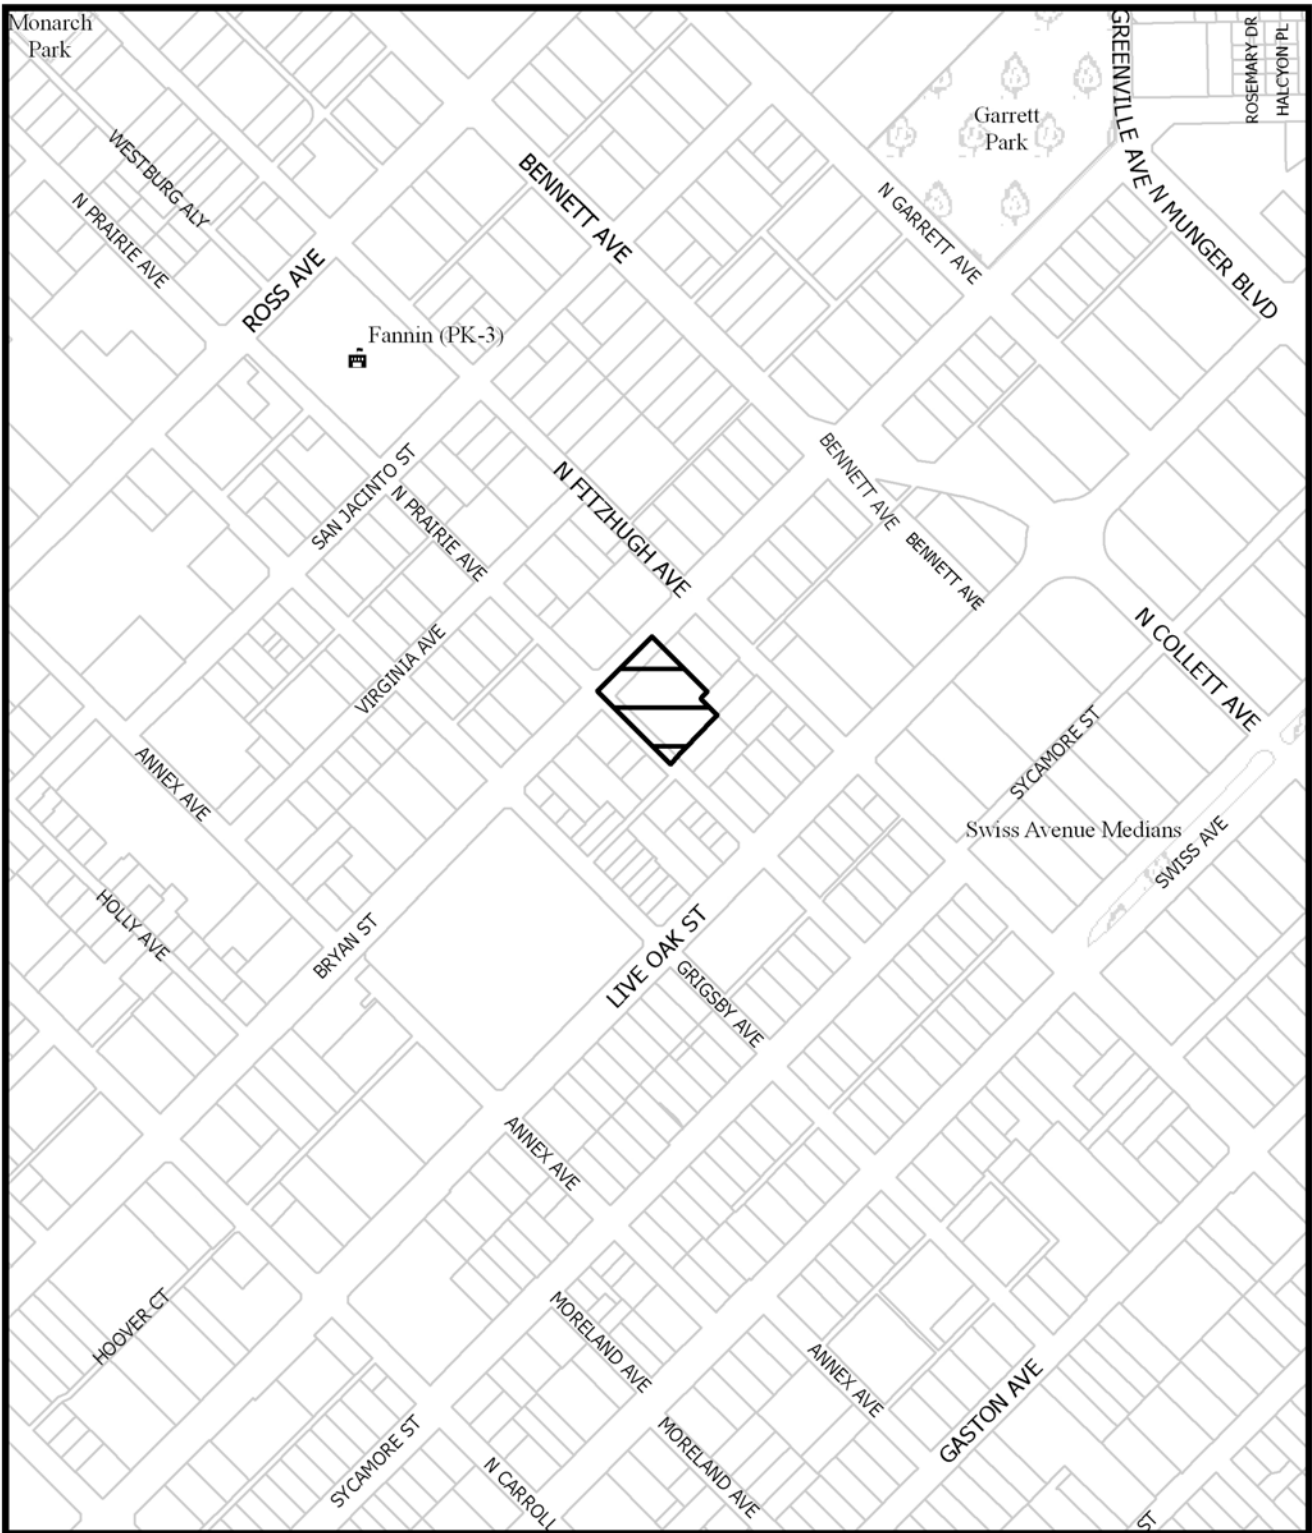 Monarch
Park
GREENVILLE AVE
ROSEMARY DR
HALCYON PL
Garrett
Park
WESTBURG ALY
N PRAIRIE AVE
BENNETT AVE
N GARRETT AVE
N MUNGER BLVD
ROSS AVE
Fannin (PK-3)
SAN JACINTO ST
N PRAIRIE AVE
N FITZHUGH AVE
BENNETT AVE
BENNETT AVE
VIRGINIA AVE
N COLLETT AVE
ANNEX AVE
SYCAMORE ST
Swiss Avenue Medians
SWISS AVE
HOLLY AVE
BRYAN ST
LIVE OAK ST
GRIGSBY AVE
ANNEX AVE
HOOVER CT
MORELAND AVE
ANNEX AVE
GASTON AVE
SYCAMORE ST
N CARROLL
MORELAND AVE
ST